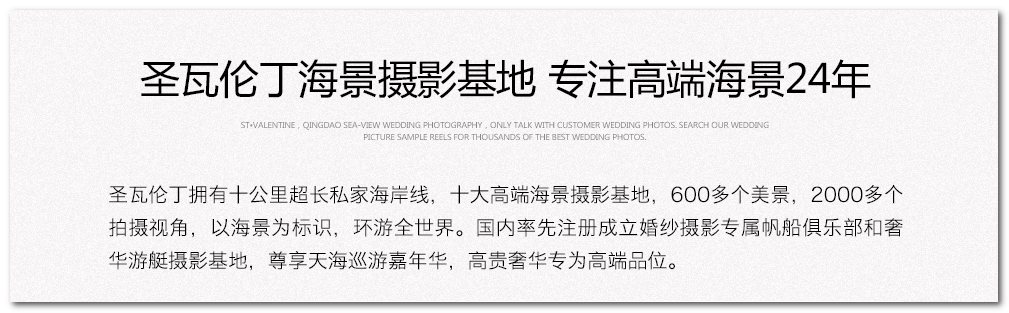 圣瓦伦丁海景摄影基地 专注高端海景24年
ST•VALENTINE , QINGDAO SEA-VIEW WEDDING PHOTOGRAPHY , ONLY TALK WITH CUSTOMER WEDDING PHOTOS. SEARCH OUR WEDDING
PICTURE SAMPLE REELS FOR THOUSANDS OF THE BEST WEDDING PHOTOS.
圣瓦伦丁拥有十公里超长私家海岸线，十大高端海景摄影基地，600多个美景，2000多个
拍摄视角，以海景为标识，环游全世界。国内率先注册成立婚纱摄影专属帆船俱乐部和奢
华游艇摄影基地，尊享天海巡游嘉年华，高贵奢华专为高端品位。